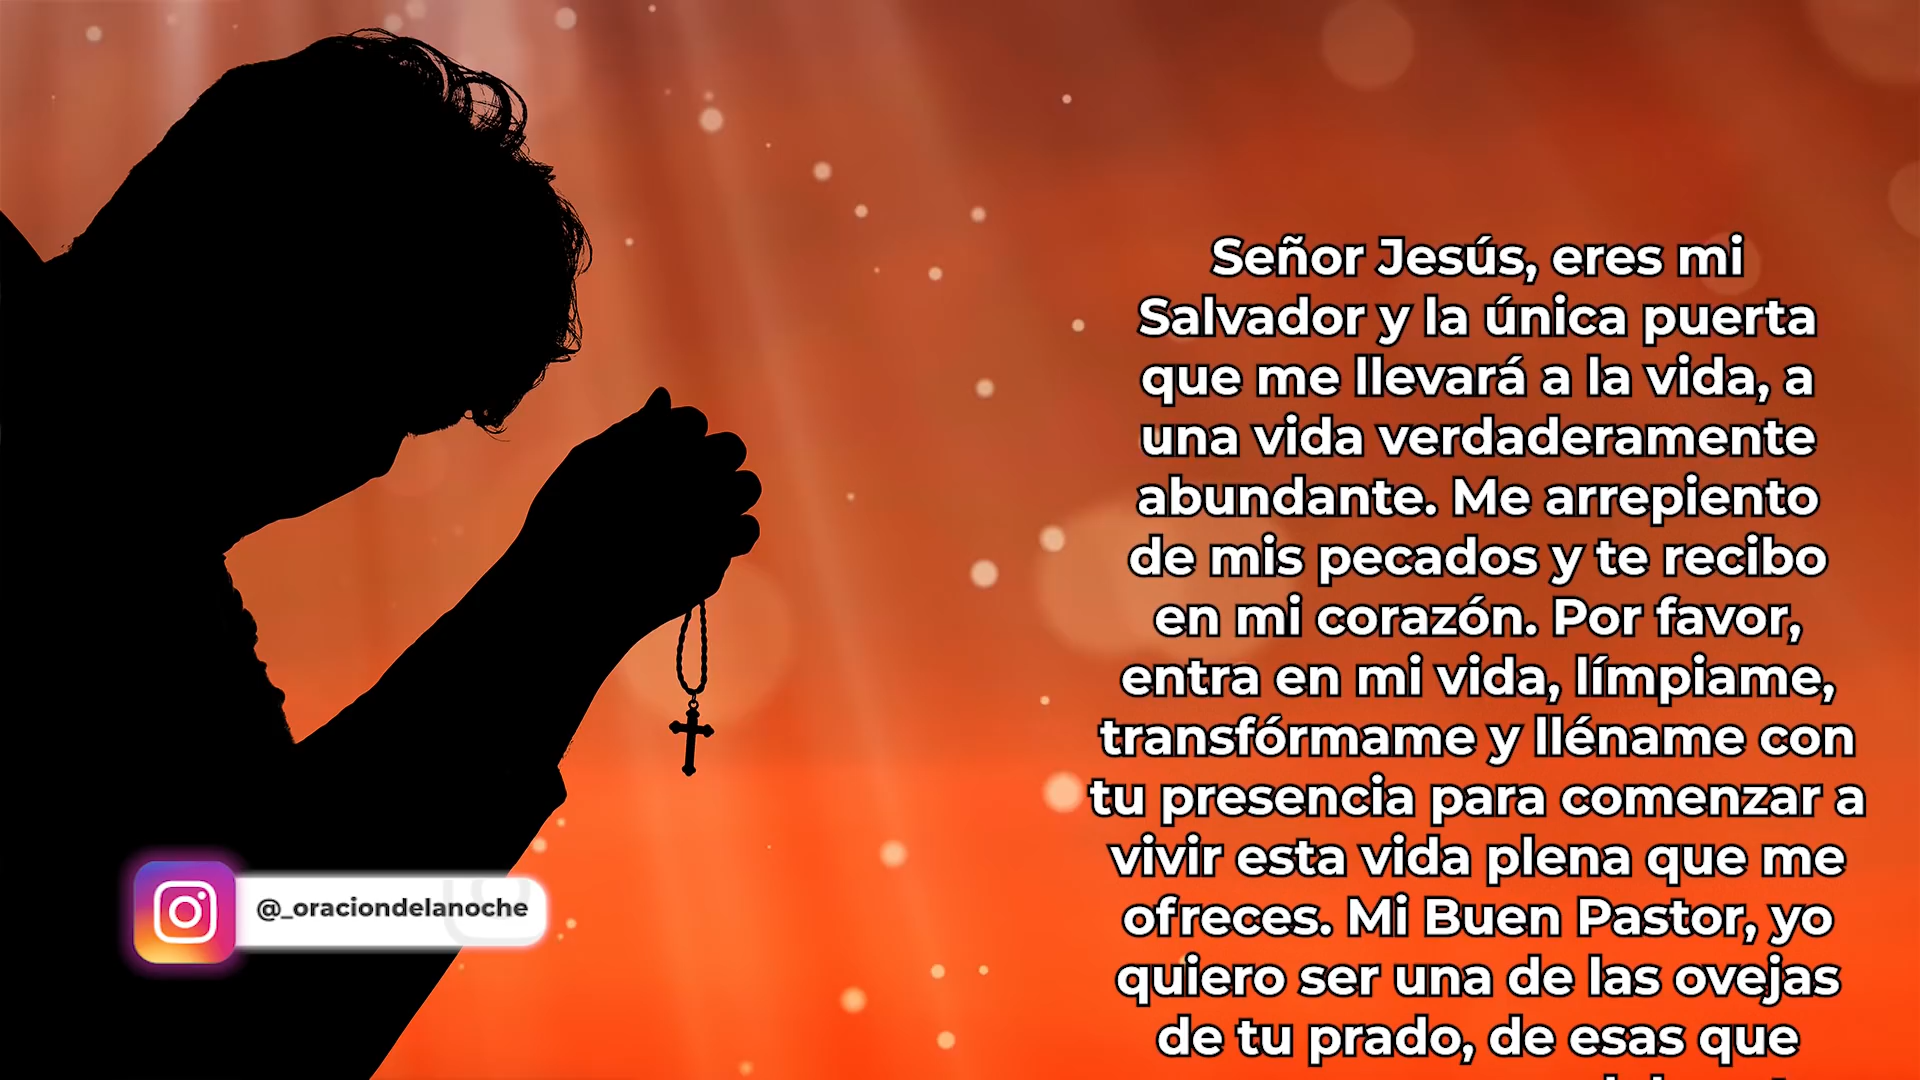 Señor Jesús, eres mi
Salvador y la única puerta
que me llevará a la vida, a
una vida verdaderamente
abundante. Me arrepiento
de mis pecados y te recibo
en mi corazón. Por favor,
entra en mi vida, límpiame,
transfórmame y lléname con
tu presencia para comenzar a
vivir esta vida plena que me
ofreces. Mi Buen Pastor, yo
quiero ser una de las ovejas
de tu prado, de esas que
@_oraciondelanoche